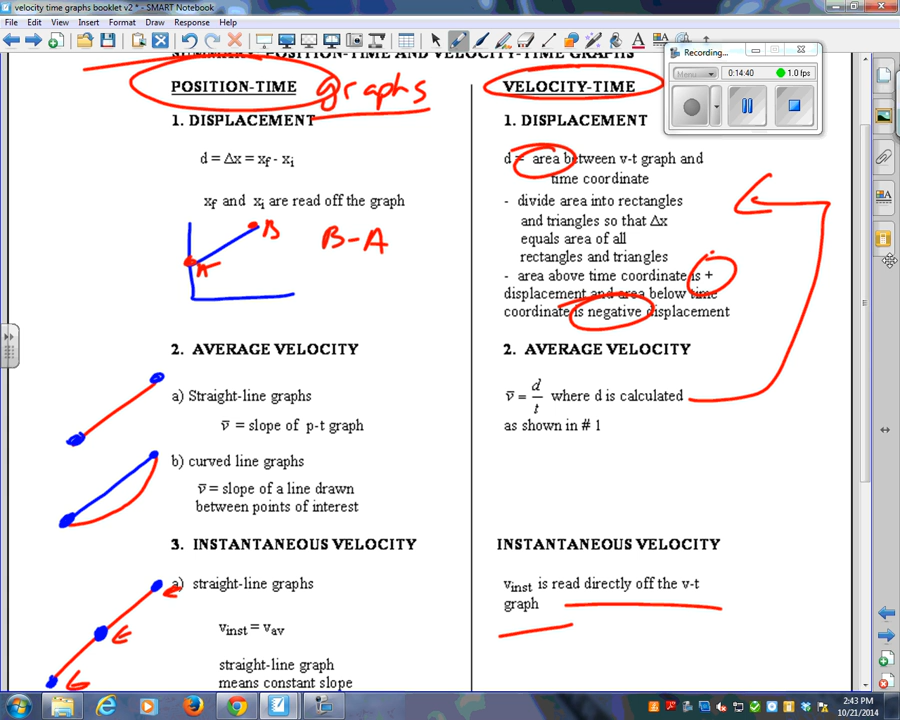 velocity time graphs booklet v2 * - SMART Notebook
File Edit View Insert Format Draw Response Help
SUMMARY - POSITION-TIME AND VELOCITY-TIME GRAPHS
Recording...
Menu
0:14:40
1.0 fps
POSITION-TIME graphs
1. DISPLACEMENT
d = Δx = xf - xi
xf and xi are read off the graph
B
B-A
A
2. AVERAGE VELOCITY
a) Straight-line graphs
v̄ = slope of p-t graph
b) curved line graphs
v̄ = slope of a line drawn
between points of interest
3. INSTANTANEOUS VELOCITY
a) straight-line graphs
vinst = vav
straight-line graph
means constant slope
VELOCITY-TIME
1. DISPLACEMENT
d = area between v-t graph and
time coordinate
- divide area into rectangles
and triangles so that Δx
equals area of all
rectangles and triangles
- area above time coordinate is +
displacement and area below time
coordinate is negative displacement
2. AVERAGE VELOCITY
v̄ = d/t where d is calculated
as shown in # 1
INSTANTANEOUS VELOCITY
vinst is read directly off the v-t
graph
2:43 PM
10/21/2014